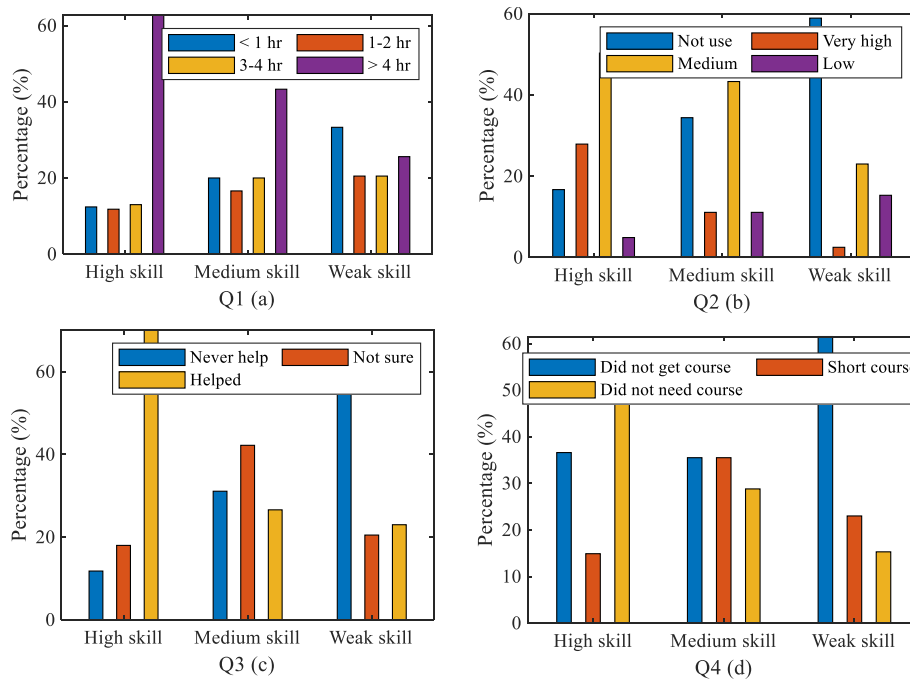 60
40
20
0
Percentage (%)
< 1 hr
1-2 hr
3-4 hr
> 4 hr
High skill
Medium skill
Weak skill
Q1 (a)
60
40
20
0
Percentage (%)
Not use
Very high
Medium
Low
High skill
Medium skill
Weak skill
Q2 (b)
60
40
20
0
Percentage (%)
Never help
Not sure
Helped
High skill
Medium skill
Weak skill
Q3 (c)
60
50
40
30
20
10
0
Percentage (%)
Did not get course
Short course
Did not need course
High skill
Medium skill
Weak skill
Q4 (d)